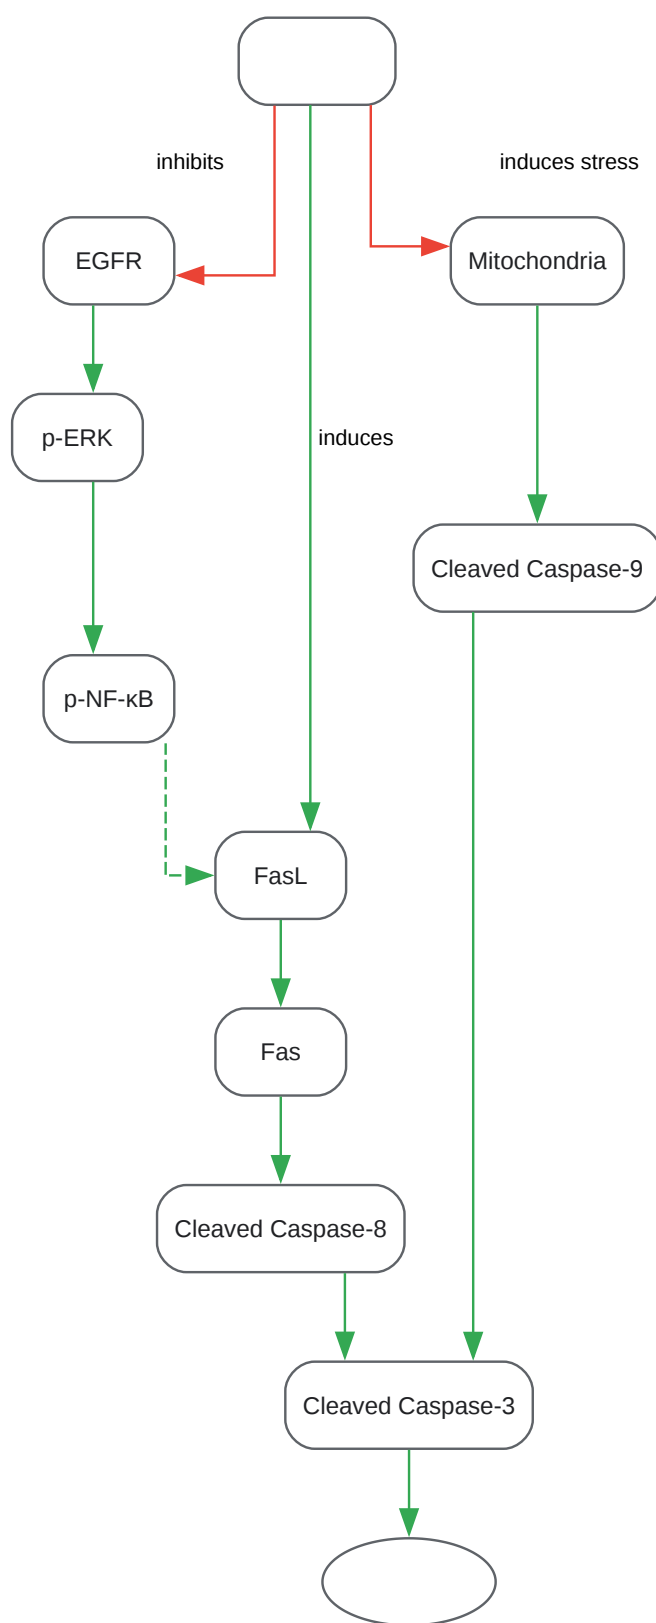 inhibits
induces stress
EGFR
Mitochondria
p-ERK
induces
Cleaved Caspase-9
p-NF-κB
FasL
Fas
Cleaved Caspase-8
Cleaved Caspase-3